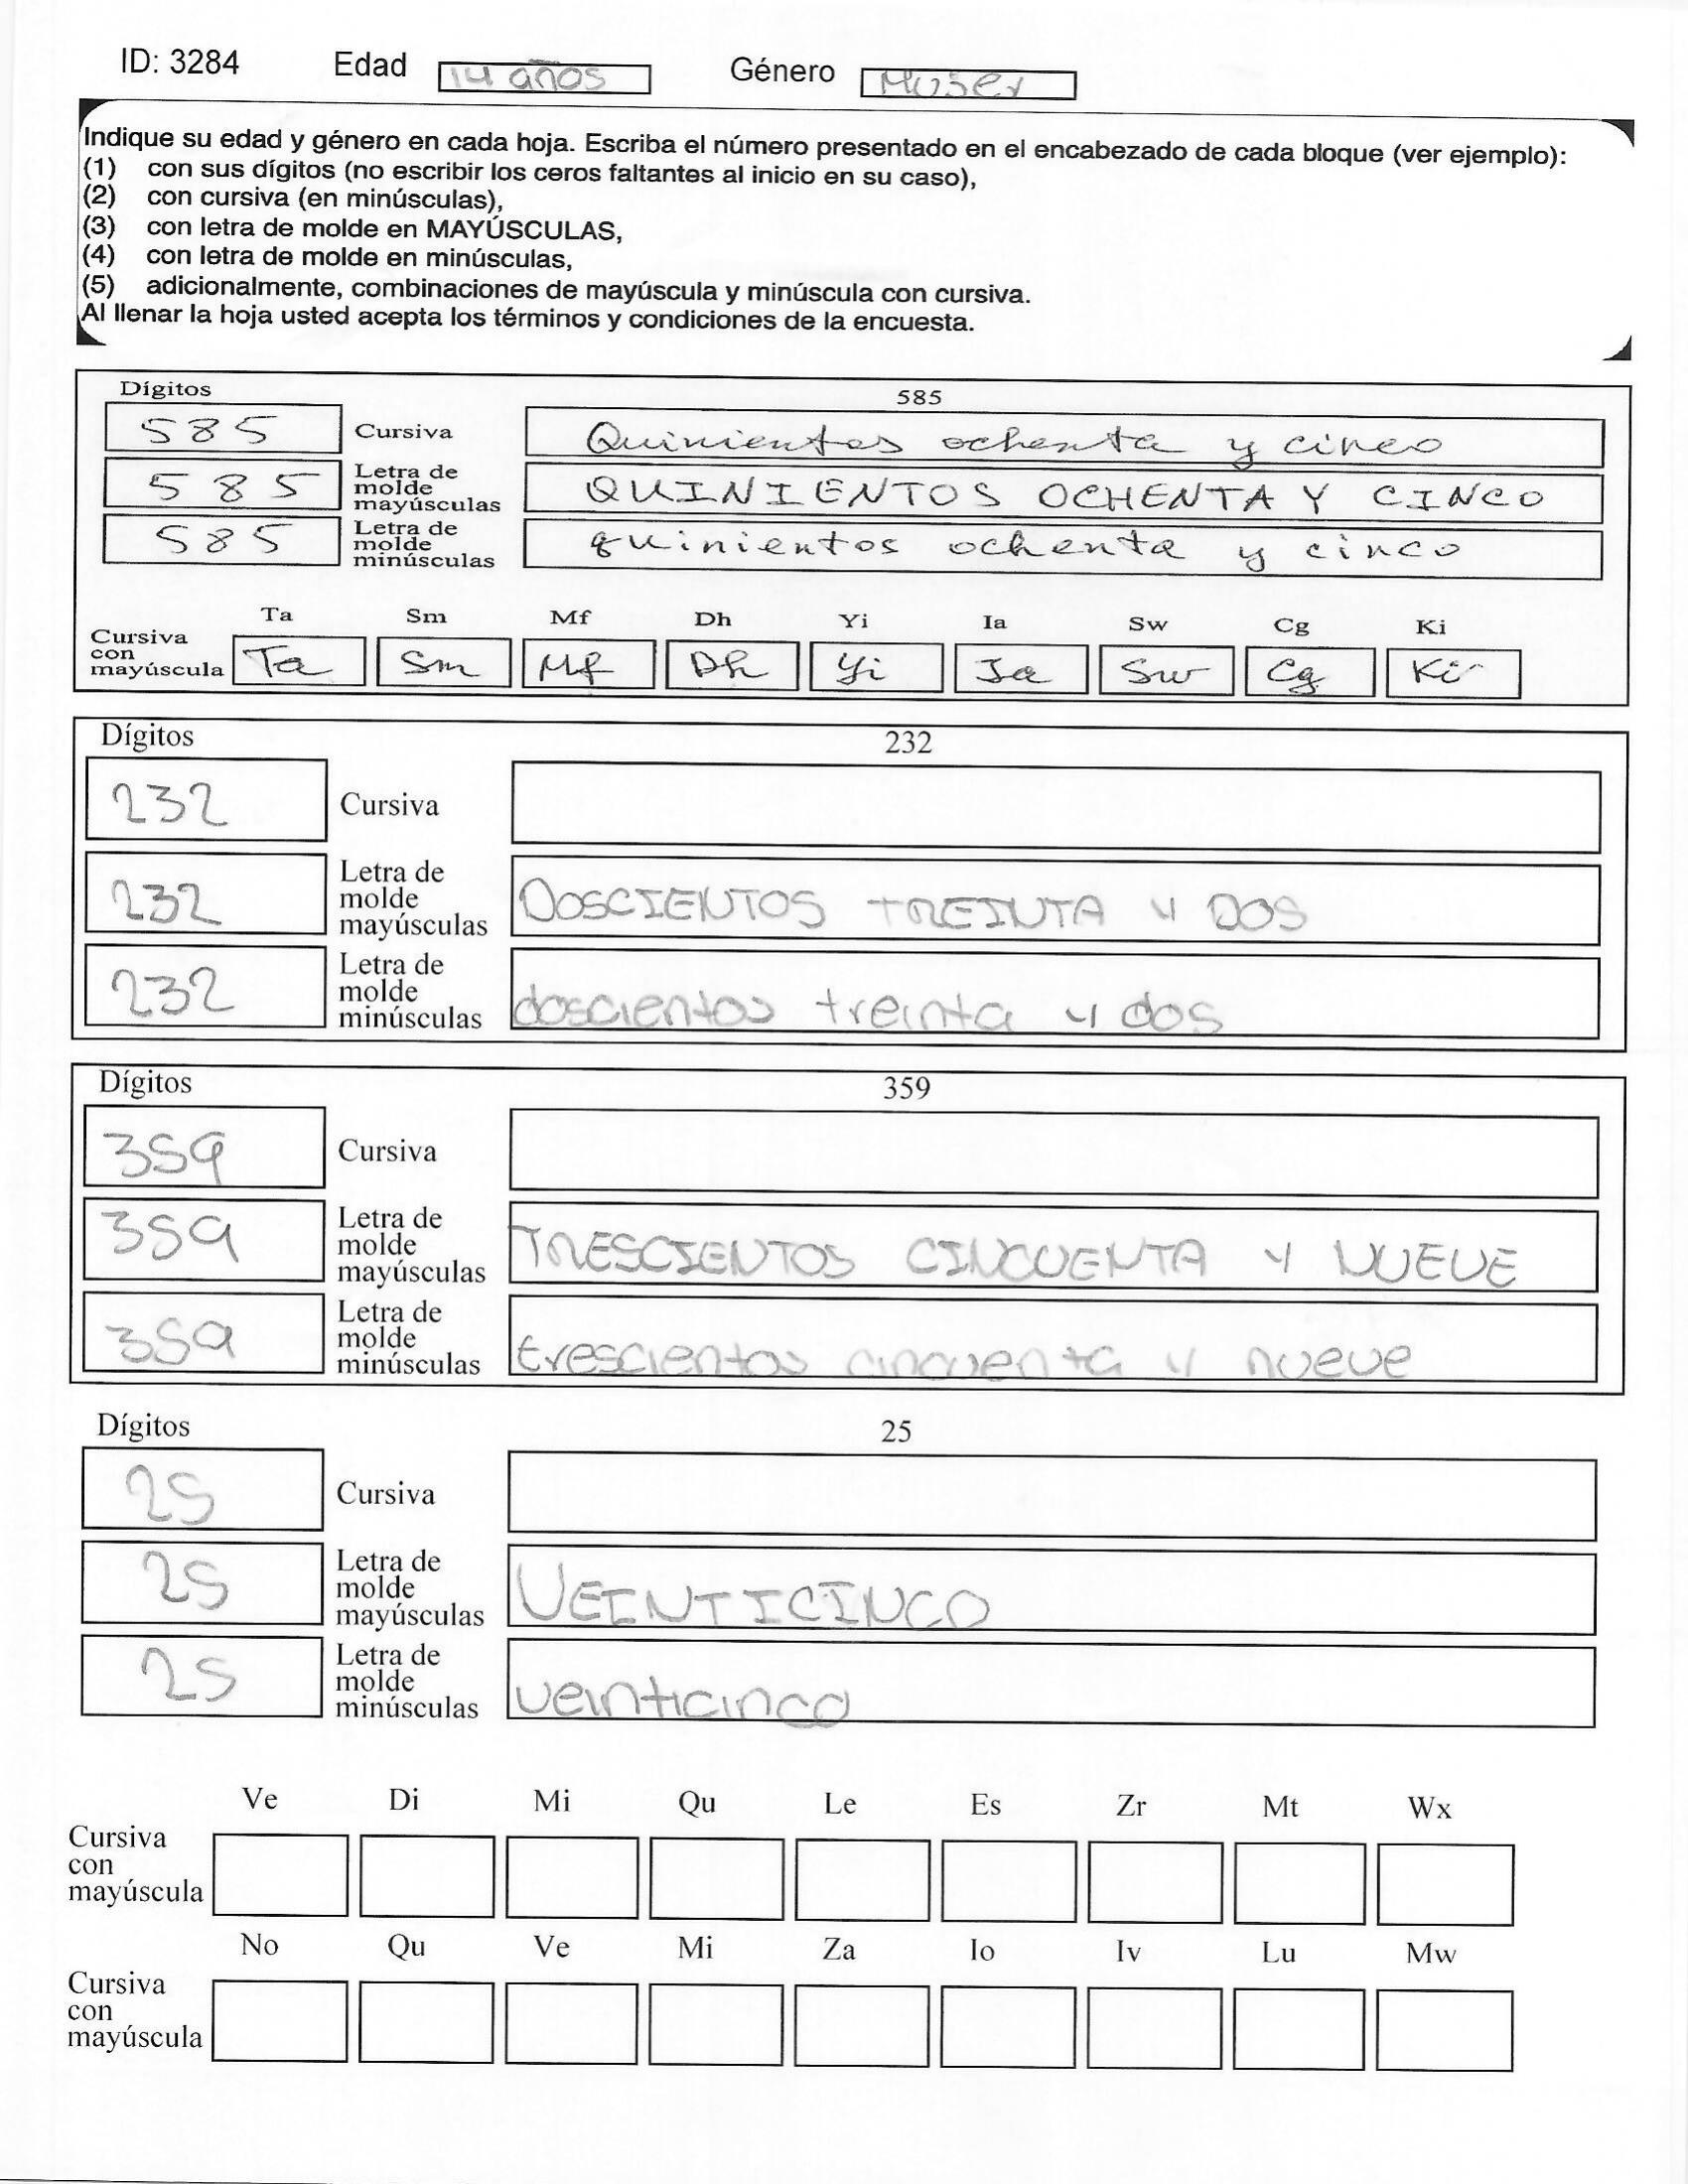 ID: 3284 Edad 14 años Género Mujer
Indique su edad y género en cada hoja. Escriba el número presentado en el encabezado de cada bloque (ver ejemplo):
(1) con sus dígitos (no escribir los ceros faltantes al inicio en su caso),
(2) con cursiva (en minúsculas),
(3) con letra de molde en MAYÚSCULAS,
(4) con letra de molde en minúsculas,
(5) adicionalmente, combinaciones de mayúscula y minúscula con cursiva.
Al llenar la hoja usted acepta los términos y condiciones de la encuesta.
Dígitos 585
585 Cursiva Quinientos ochenta y cinco
585 Letra de molde mayúsculas QUINIENTOS OCHENTA Y CINCO
585 Letra de molde minúsculas quinientos ochenta y cinco
Ta Sm Mf Dh Yi Ia Sw Cg Ki
Cursiva con mayúscula Ta Sm Mf Dh Yi Ia Sw Cg Ki
Dígitos 232
232 Cursiva
232 Letra de molde mayúsculas DOSCIENTOS tREINTA y DOS
232 Letra de molde minúsculas doscientos treinta y dos
Dígitos 359
359 Cursiva
359 Letra de molde mayúsculas TRESCIENTOS CINCUENTA y NUEVE
359 Letra de molde minúsculas trescientos cincuenta y nueve
Dígitos 25
25 Cursiva
25 Letra de molde mayúsculas VEINTICINCO
25 Letra de molde minúsculas veinticinco
Ve Di Mi Qu Le Es Zr Mt Wx
Cursiva con mayúscula
No Qu Ve Mi Za Io Iv Lu Mw
Cursiva con mayúscula